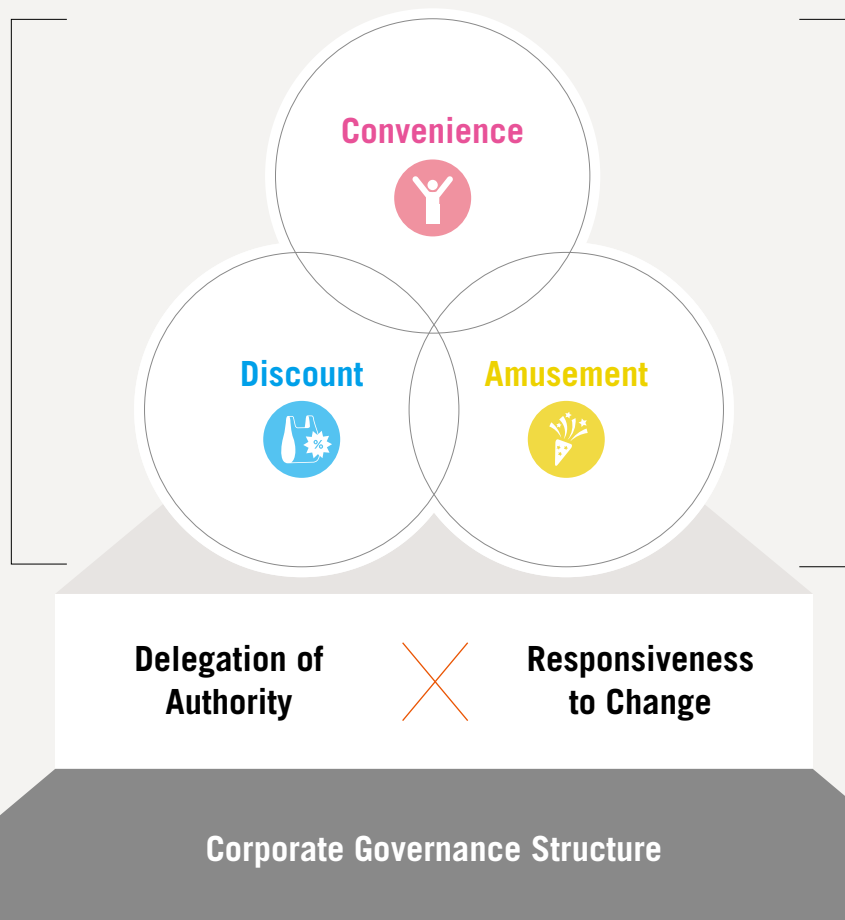 Convenience
Discount
%
Amusement
Delegation of
Authority
Responsiveness
to Change
Corporate Governance Structure